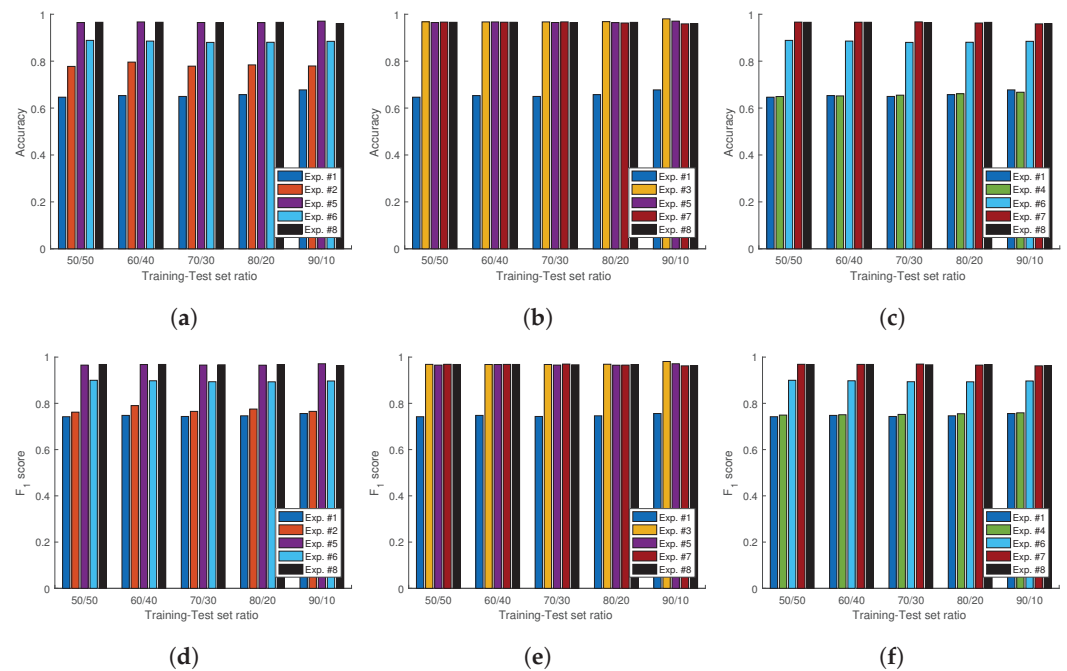 1
0.8
0.6
0.4
0.2
0
Accuracy
50/50 60/40 70/30 80/20 90/10
Training-Test set ratio
Exp. #1
Exp. #2
Exp. #5
Exp. #6
Exp. #8
(a)
1
0.8
0.6
0.4
0.2
0
Accuracy
50/50 60/40 70/30 80/20 90/10
Training-Test set ratio
Exp. #1
Exp. #3
Exp. #5
Exp. #7
Exp. #8
(b)
1
0.8
0.6
0.4
0.2
0
Accuracy
50/50 60/40 70/30 80/20 90/10
Training-Test set ratio
Exp. #1
Exp. #4
Exp. #6
Exp. #7
Exp. #8
(c)
1
0.8
0.6
0.4
0.2
0
F1 score
50/50 60/40 70/30 80/20 90/10
Training-Test set ratio
Exp. #1
Exp. #2
Exp. #5
Exp. #6
Exp. #8
(d)
1
0.8
0.6
0.4
0.2
0
F1 score
50/50 60/40 70/30 80/20 90/10
Training-Test set ratio
Exp. #1
Exp. #3
Exp. #5
Exp. #7
Exp. #8
(e)
1
0.8
0.6
0.4
0.2
0
F1 score
50/50 60/40 70/30 80/20 90/10
Training-Test set ratio
Exp. #1
Exp. #4
Exp. #6
Exp. #7
Exp. #8
(f)